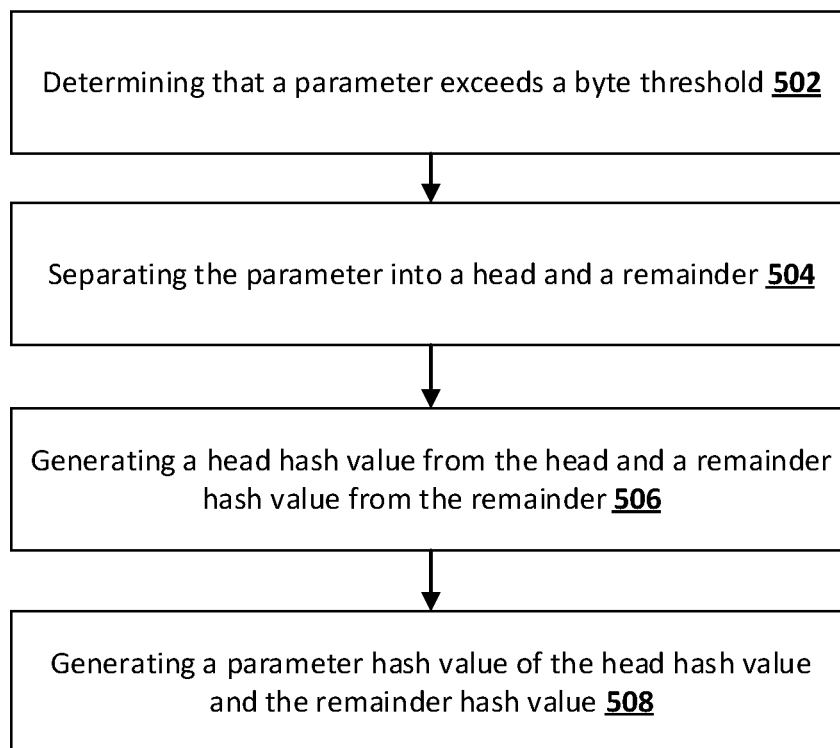 Determining that a parameter exceeds a byte threshold 502
Separating the parameter into a head and a remainder 504
Generating a head hash value from the head and a remainder
hash value from the remainder 506
Generating a parameter hash value of the head hash value
and the remainder hash value 508